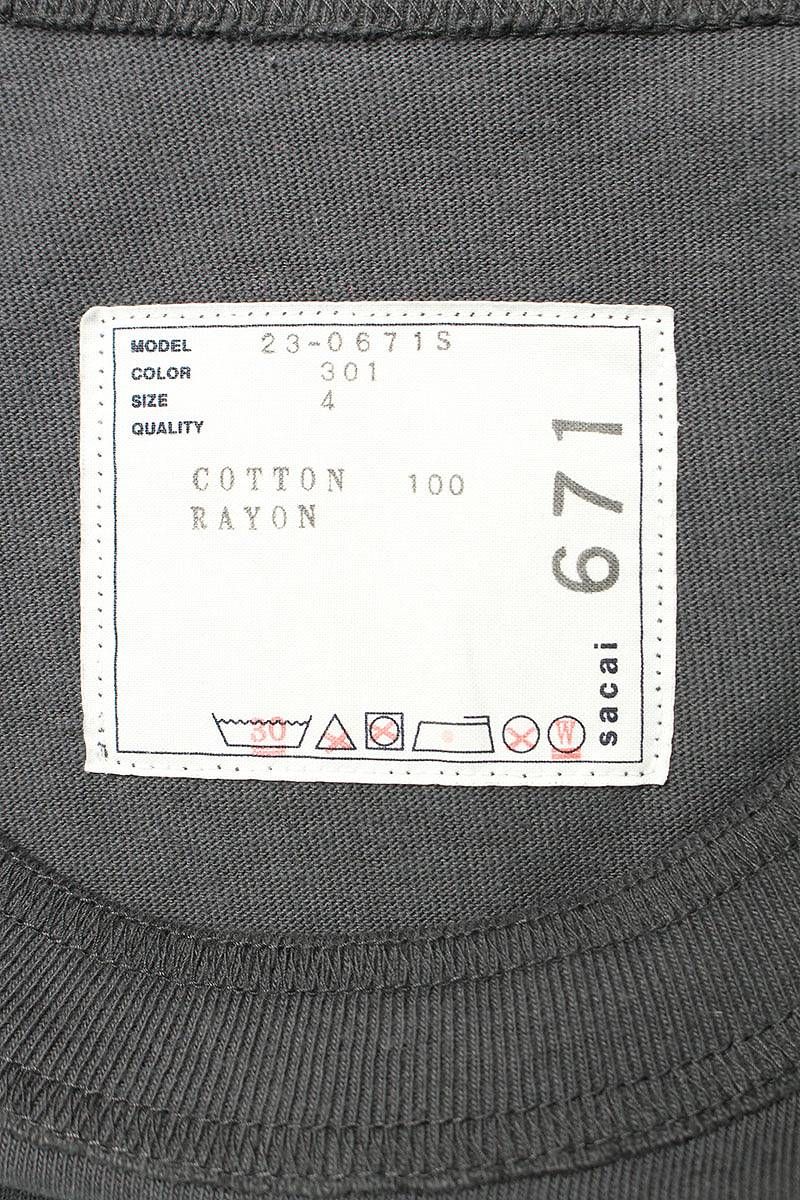 MODEL 23-0671S
COLOR 301
SIZE 4
QUALITY
COTTON 100
RAYON
sacai 671
30
W